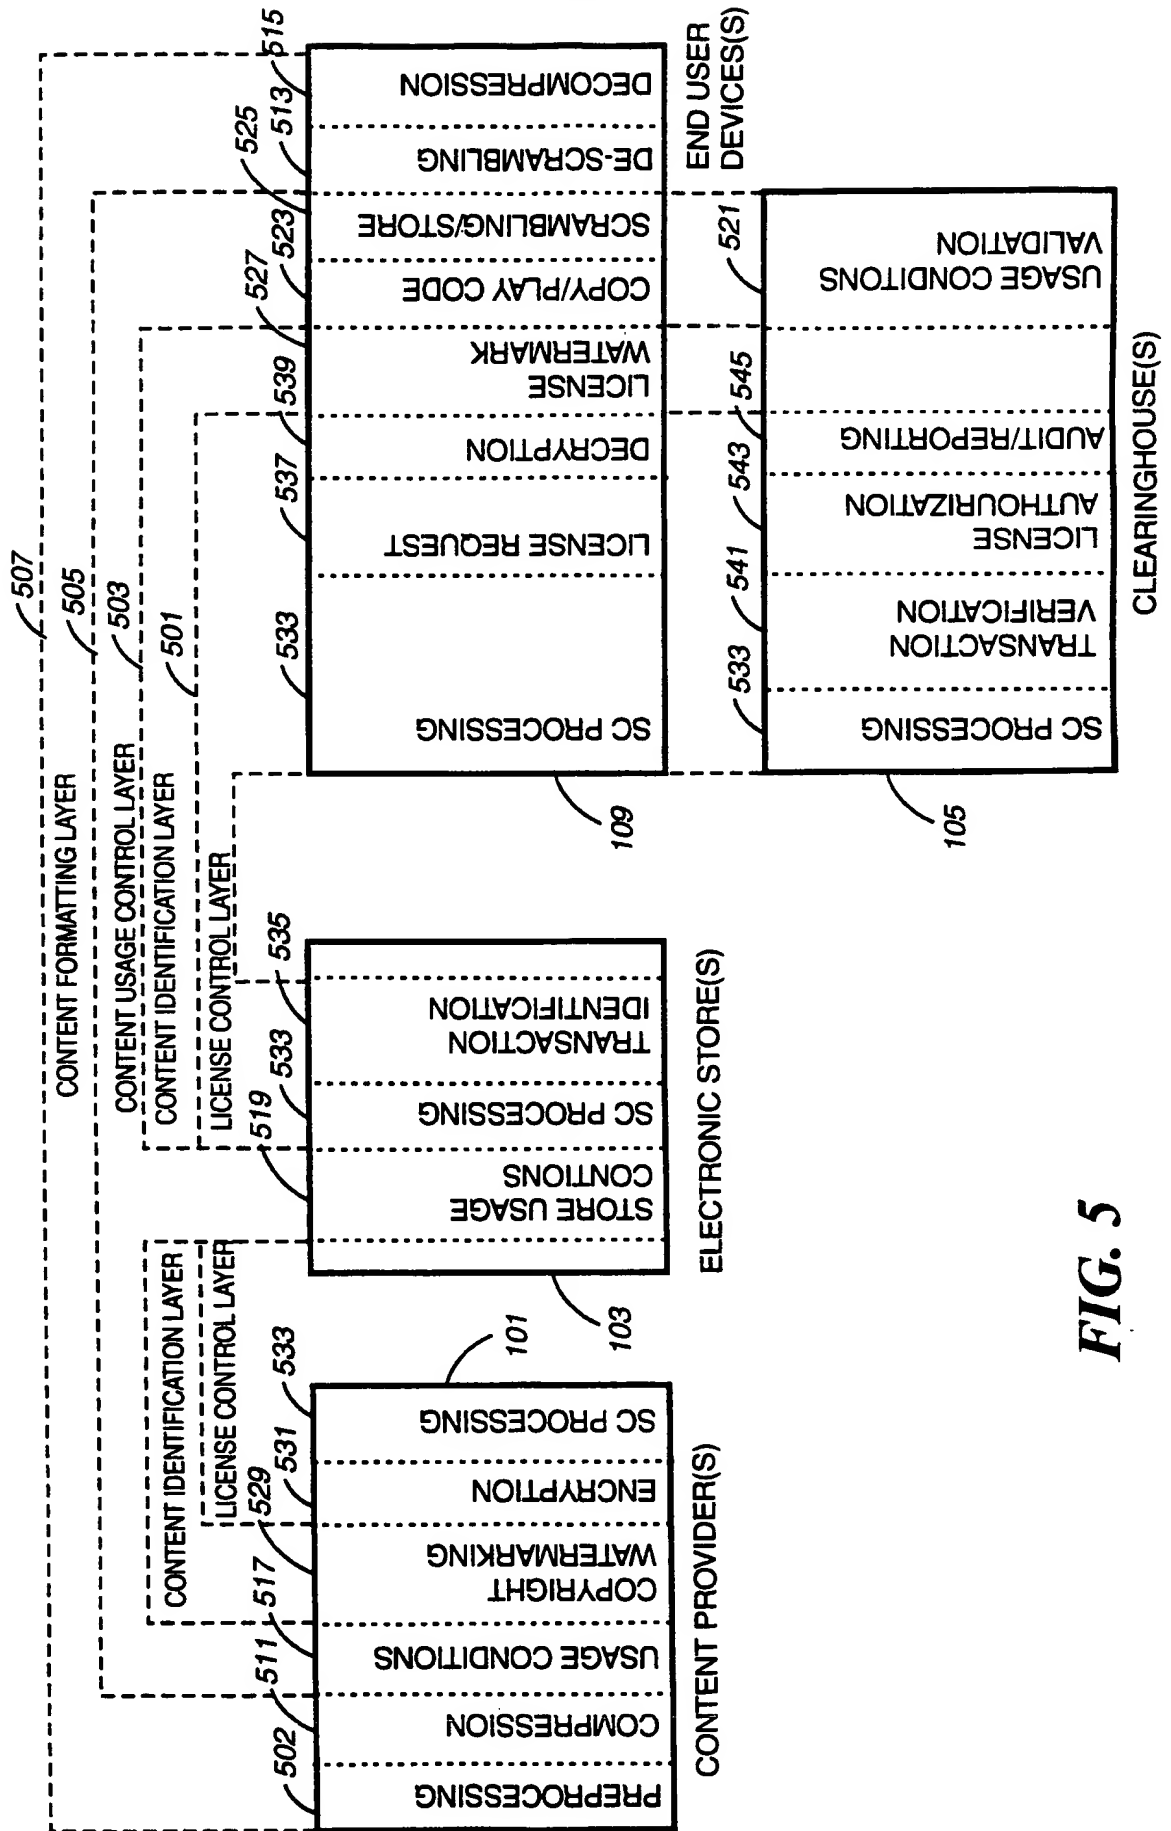 507
CONTENT FORMATTING LAYER
505
CONTENT USAGE CONTROL LAYER
503
CONTENT IDENTIFICATION LAYER
CONTENT IDENTIFICATION LAYER
501
LICENSE CONTROL LAYER
LICENSE CONTROL LAYER
502
511
517
529
531
533
PREPROCESSING
COMPRESSION
USAGE CONDITIONS
COPYRIGHT
WATERMARKING
ENCRYPTION
SC PROCESSING
101
CONTENT PROVIDER(S)
519
533
535
STORE USAGE
CONTIONS
SC PROCESSING
TRANSACTION
IDENTIFICATION
103
ELECTRONIC STORE(S)
533
537
539
527
523
525
513
515
SC PROCESSING
LICENSE REQUEST
DECRYPTION
LICENSE
WATERMARK
COPY/PLAY CODE
SCRAMBLING/STORE
DE-SCRAMBLING
DECOMPRESSION
109
END USER
DEVICES(S)
533
541
543
545
521
SC PROCESSING
TRANSACTION
VERIFICATION
LICENSE
AUTHOURIZATION
AUDIT/REPORTING
USAGE CONDITONS
VALIDATION
105
CLEARINGHOUSE(S)
FIG. 5